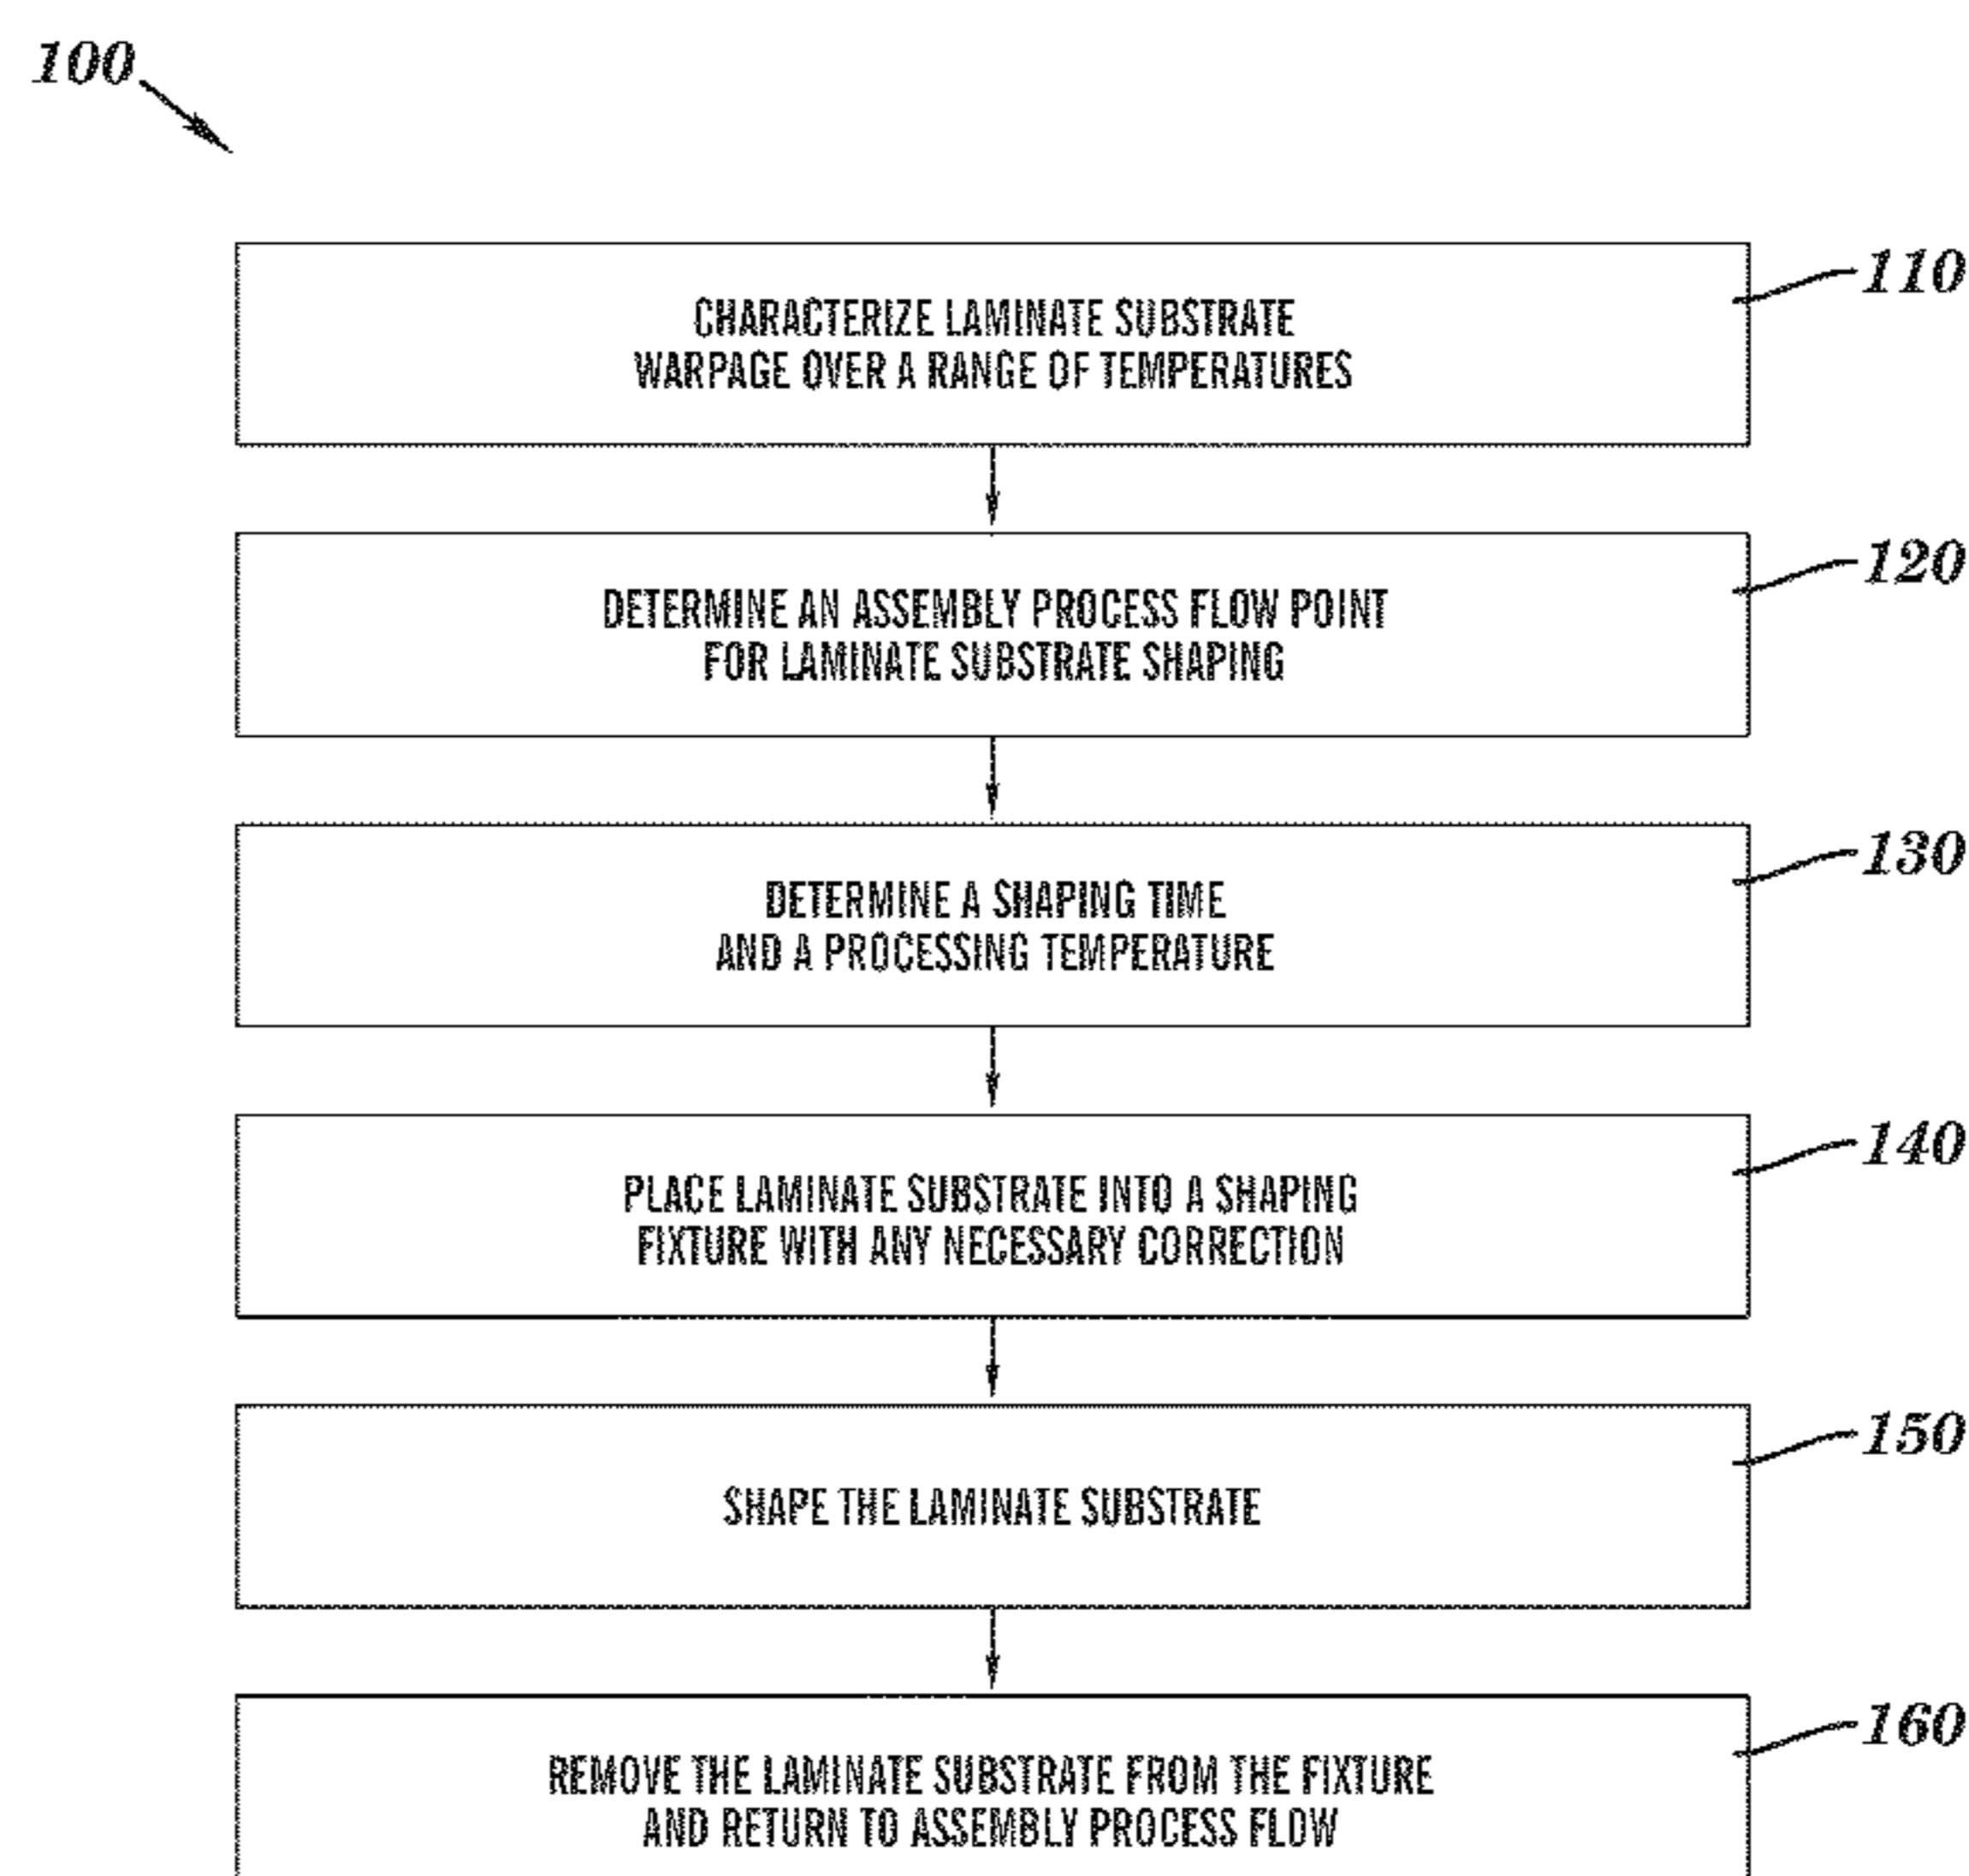 100
110
CHARACTERIZE LAMINATE SUBSTRATE
WARPAGE OVER A RANGE OF TEMPERATURES
120
DETERMINE AN ASSEMBLY PROCESS FLOW POINT
FOR LAMINATE SUBSTRATE SHAPING
130
DETERMINE A SHAPING TIME
AND A PROCESSING TEMPERATURE
140
PLACE LAMINATE SUBSTRATE INTO A SHAPING
FIXTURE WITH ANY NECESSARY CORRECTION
150
SHAPE THE LAMINATE SUBSTRATE
160
REMOVE THE LAMINATE SUBSTRATE FROM THE FIXTURE
AND RETURN TO ASSEMBLY PROCESS FLOW